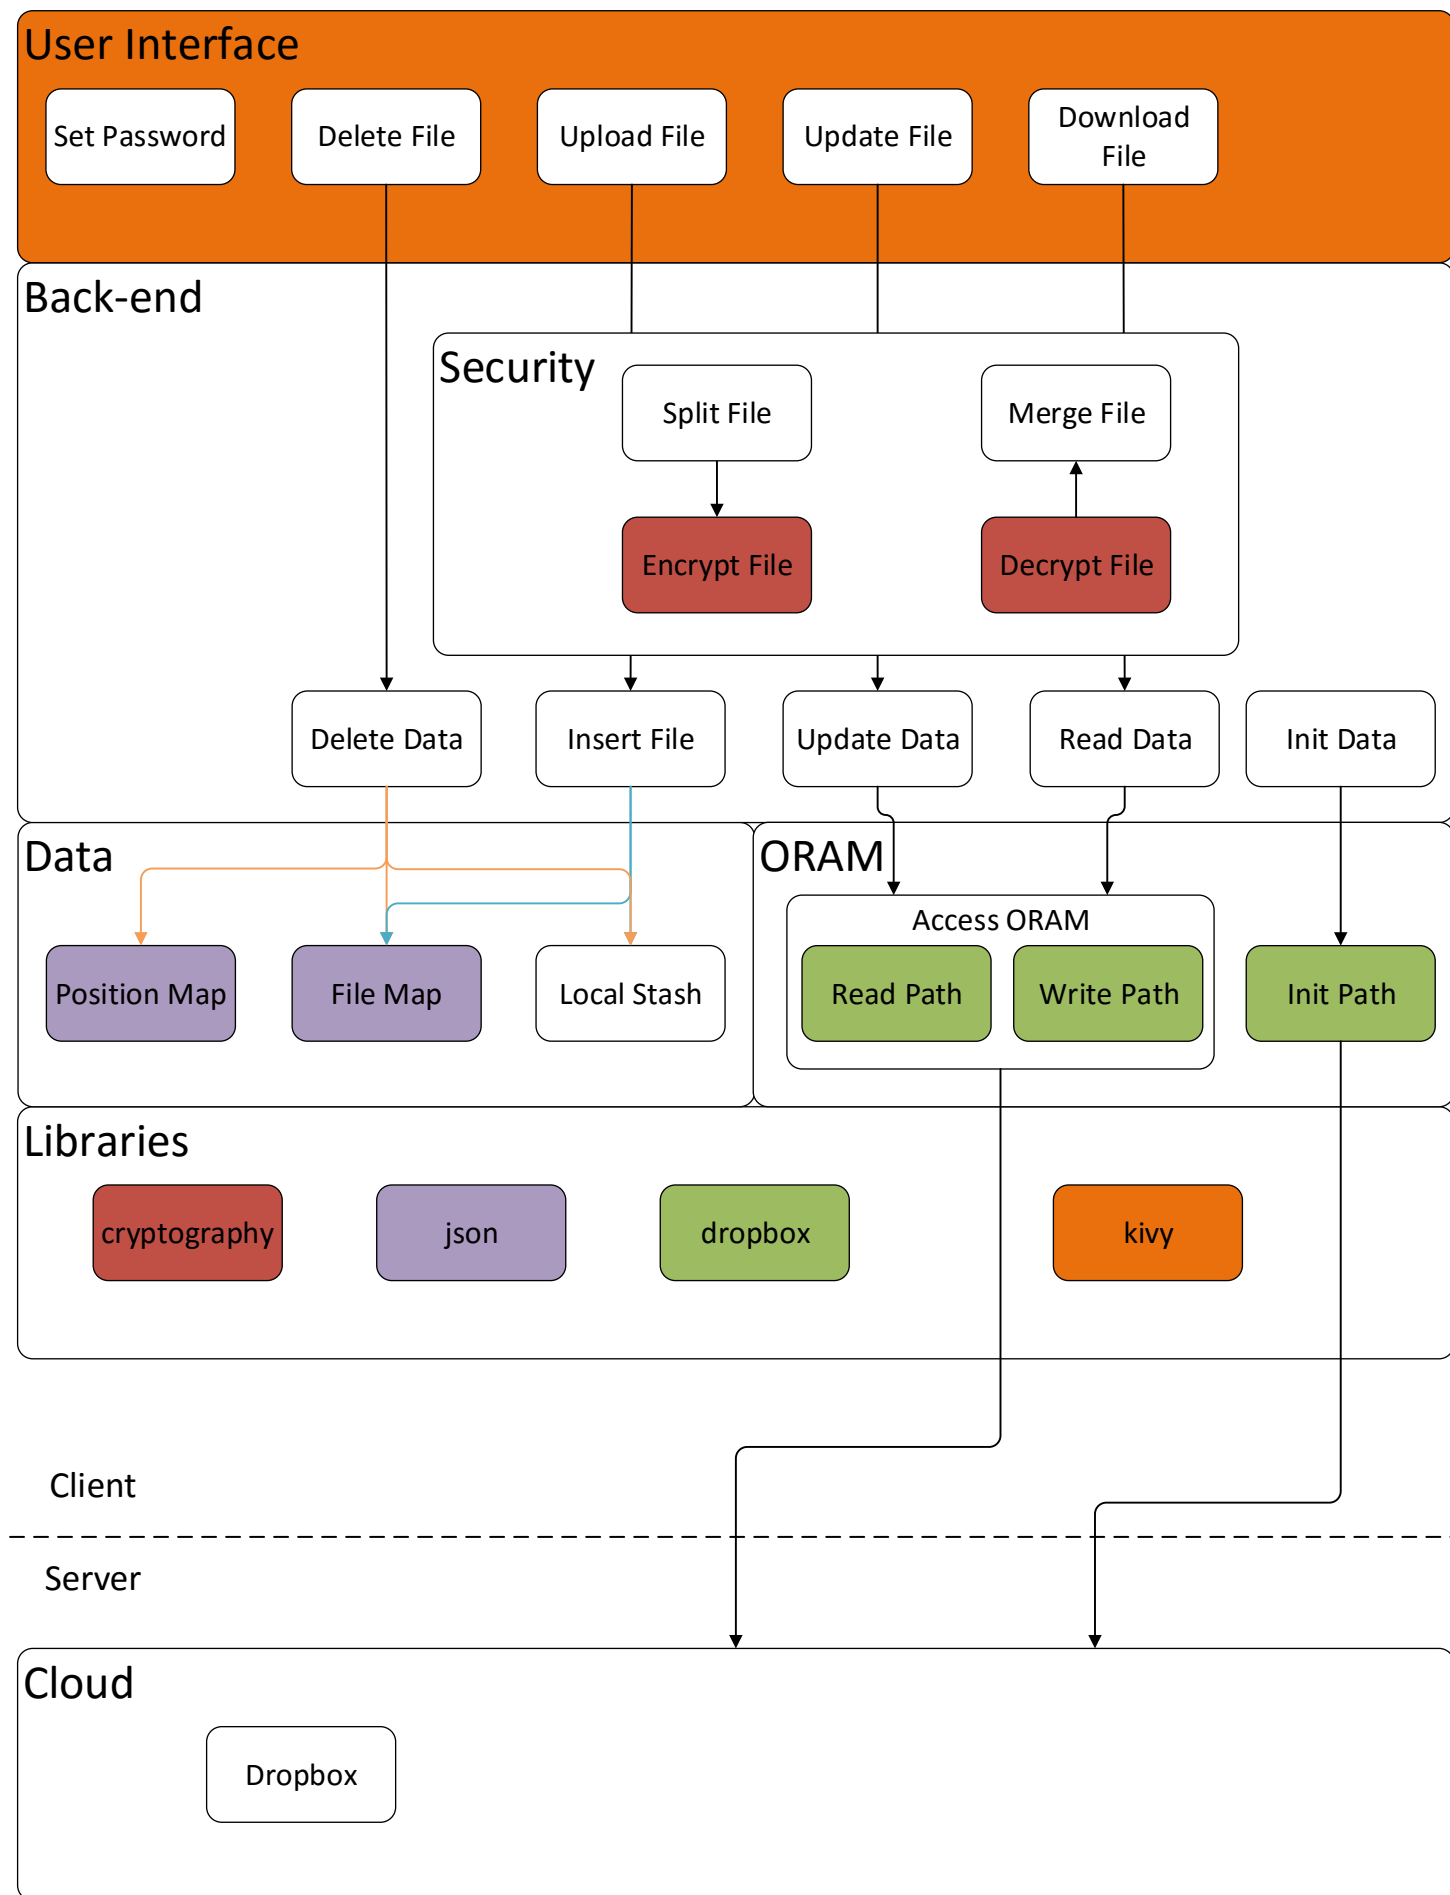 User Interface
Set Password
Delete File
Upload File
Update File
Download
File
Back-end
Security
Split File
Merge File
Encrypt File
Decrypt File
Delete Data
Insert File
Update Data
Read Data
Init Data
Data
ORAM
Access ORAM
Position Map
File Map
Local Stash
Read Path
Write Path
Init Path
Libraries
cryptography
json
dropbox
kivy
Client
Server
Cloud
Dropbox